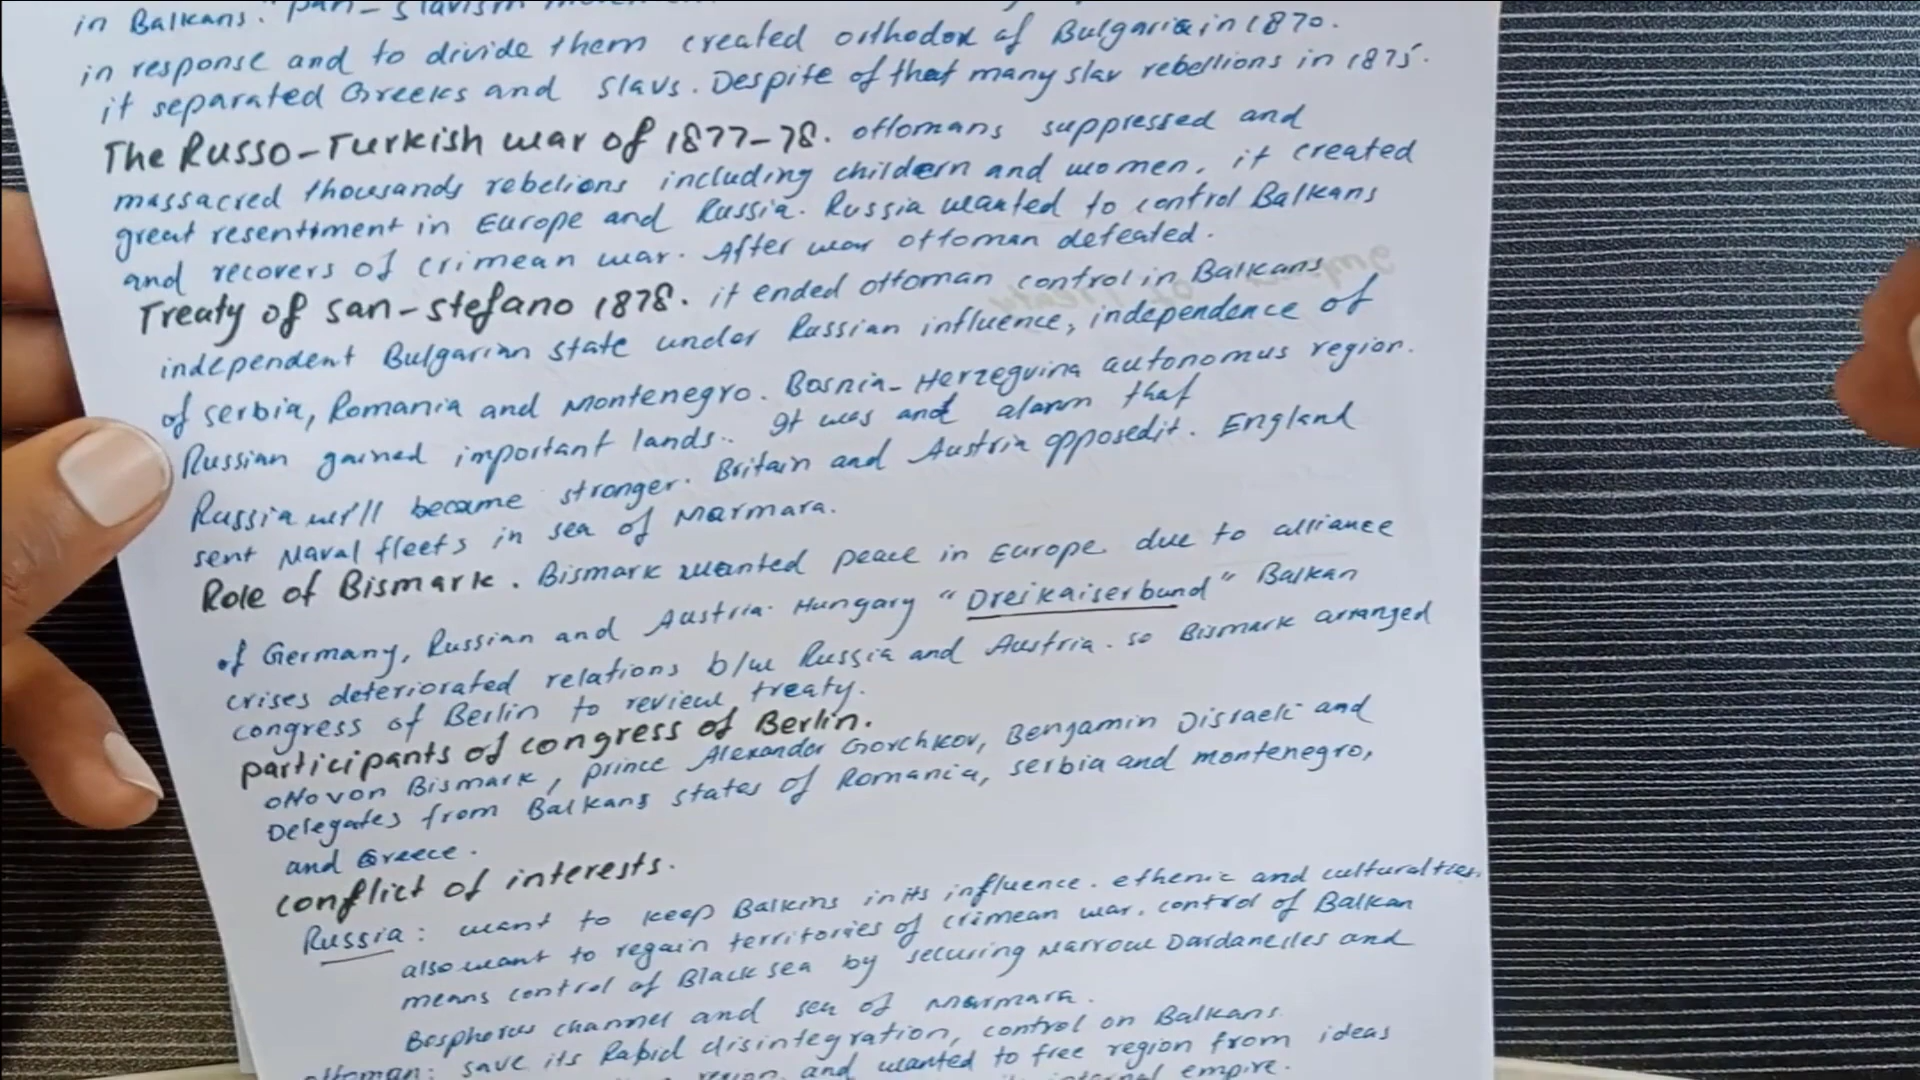 in Balkans. "pan-slavism
in response and to divide them created orthodox of Bulgaria in 1870.
it separated Greeks and Slavs. Despite of that many slav rebellions in 1875.
The Russo-Turkish war of 1877-78. ottomans suppressed and
massacred thousands rebelions including childern and women. it created
great resentiment in Europe and Russia. Russia wanted to control Balkans
and recovers of crimean war. After war ottoman defeated.
Treaty of san-stefano 1878. it ended ottoman control in Balkans
independent Bulgarian state under Russian influence, independence of
of serbia, Romania and Montenegro. Bosnia-Herzeguina autonomus region.
Russian gained important lands.. It was and alarm that
Russia will became stronger. Britain and Austria opposed it. England
sent Naval fleets in sea of Marmara.
Role of Bismark. Bismark wanted peace in Europe due to alliance
of Germany, Russian and Austria-Hungary "Dreikaiserbund" Balkan
crises deteriorated relations b/w Russia and Austria. so Bismark arranged
congress of Berlin to review treaty.
participants of congress of Berlin.
otto von Bismark, prince Alexander Gorchkov, Bengamin Disraeli and
Delegates from Balkans states of Romania, serbia and montenegro,
and Greece.
conflict of interests.
Russia: want to keep Balkins in its influence. ethenic and cultural ties.
also want to regain territories of crimean war. control of Balkan
means control of Black sea by securing Narrow Dardanelles and
Bosphorus channel and sea of Marmara.
ottoman: save its Rapid disintegration, control on Balkans
region and wanted to free region from ideas
internal empire.